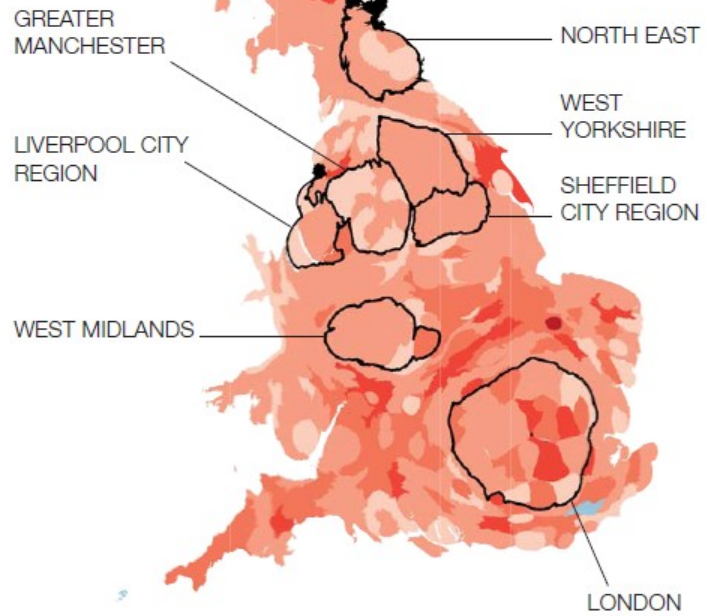 GREATER
MANCHESTER
NORTH EAST
WEST
YORKSHIRE
LIVERPOOL CITY
REGION
SHEFFIELD
CITY REGION
WEST MIDLANDS
LONDON